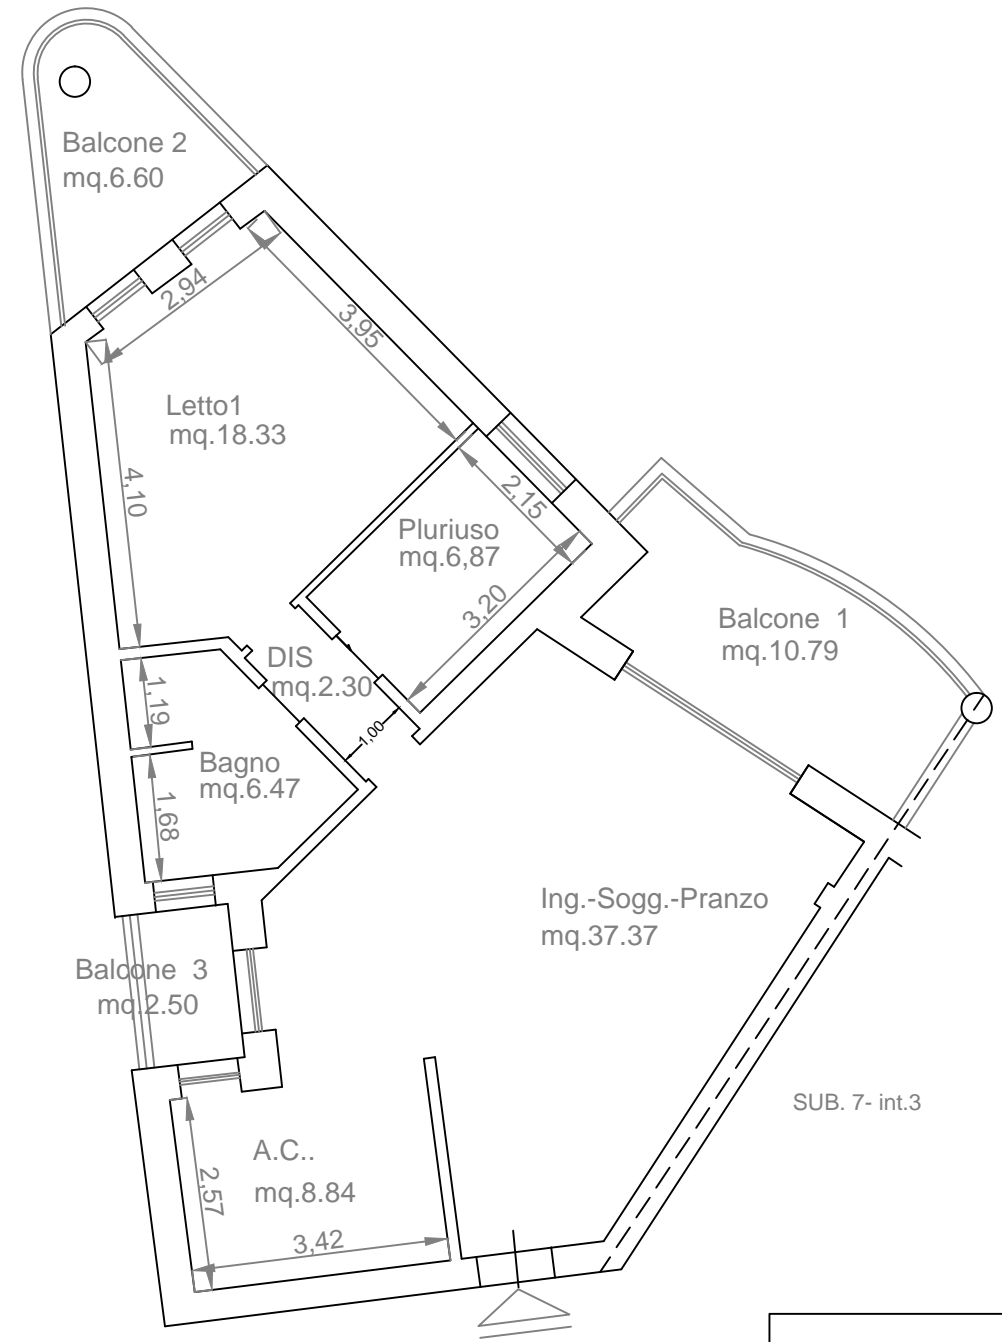 Balcone 2
mq.6.60
2,94
3,95
Letto1
mq.18.33
4,10
2,15
Pluriuso
mq.6,87
3,20
Balcone 1
mq.10.79
DIS
mq.2.30
1,19
1,00
Bagno
mq.6.47
1,68
Ing.-Sogg.-Pranzo
mq.37.37
Balcone 3
mq.2.50
SUB. 7- int.3
A.C..
mq.8.84
2,57
3,42